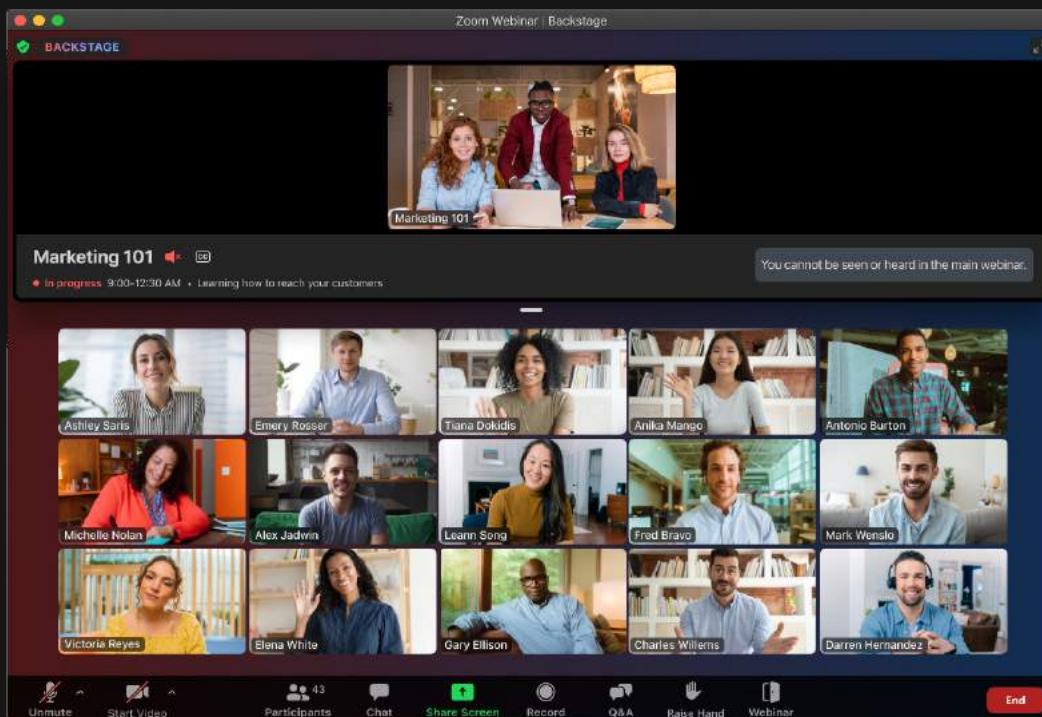 Zoom Webinar | Backstage
BACKSTAGE
Marketing 101
Marketing 101
CC
You cannot be seen or heard in the main webinar.
In progress 9:00-12:30 AM • Learning how to reach your customers
Ashley Saris
Emery Rosser
Tiana Dokidis
Anika Mango
Antonio Burton
Michelle Nolan
Alex Jadwin
Leann Song
Fred Bravo
Mark Wenslo
Victoria Reyes
Elena White
Gary Ellison
Charles Willems
Darren Hernandez
43
Unmute
Start Video
Participants
Chat
Share Screen
Record
Q&A
Raise Hand
Webinar
End